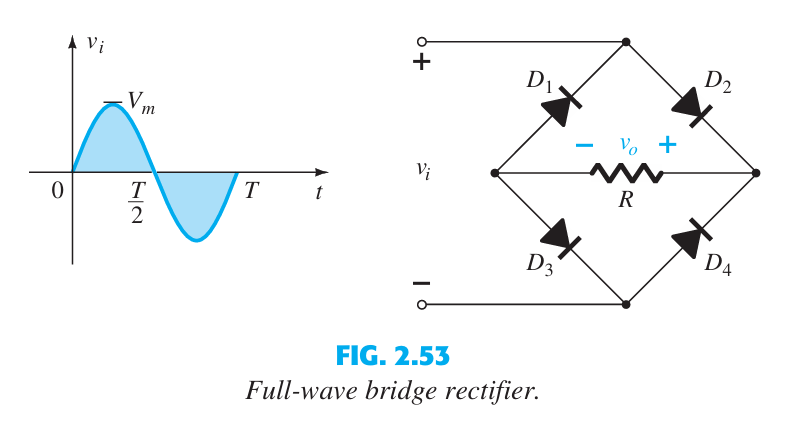 v_i
V_m
0
T/2
T
t
+
v_i
−
D_1
D_2
− v_o +
R
D_3
D_4
FIG. 2.53
Full-wave bridge rectifier.